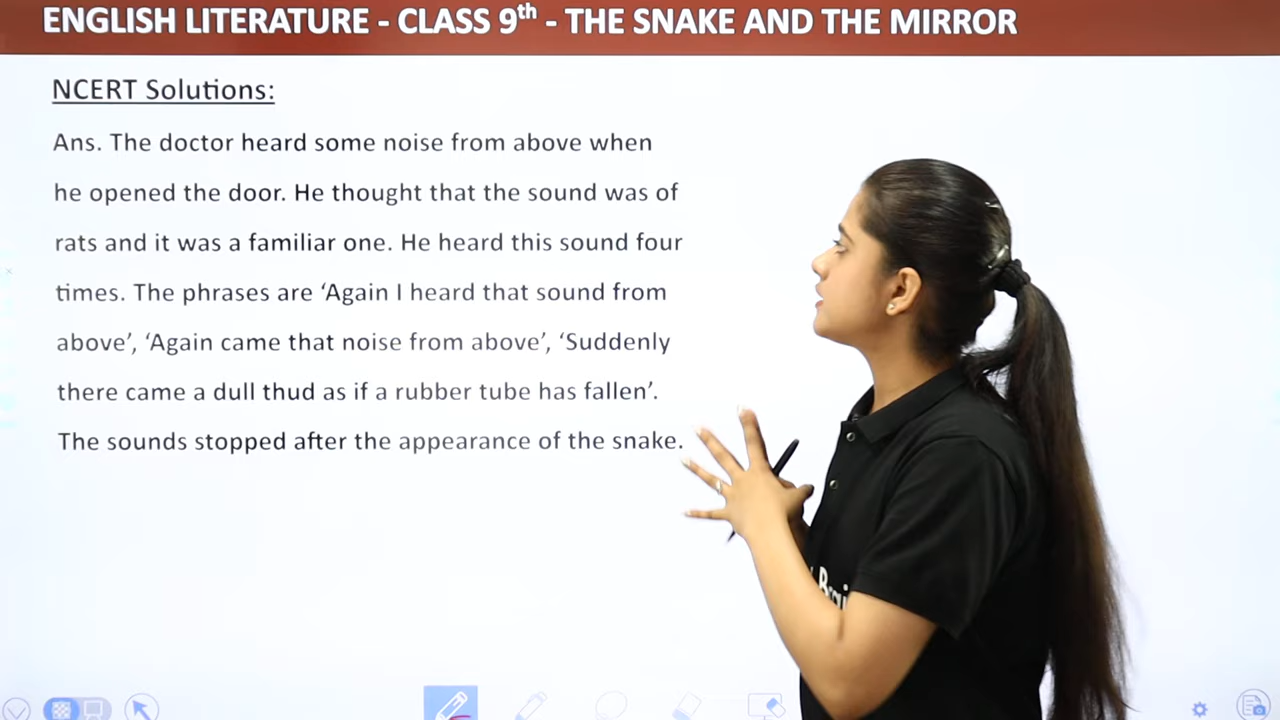 ENGLISH LITERATURE - CLASS 9th - THE SNAKE AND THE MIRROR
NCERT Solutions:
Ans. The doctor heard some noise from above when
he opened the door. He thought that the sound was of
rats and it was a familiar one. He heard this sound four
times. The phrases are ‘Again I heard that sound from
above’, ‘Again came that noise from above’, ‘Suddenly
there came a dull thud as if a rubber tube has fallen’.
The sounds stopped after the appearance of the snake.